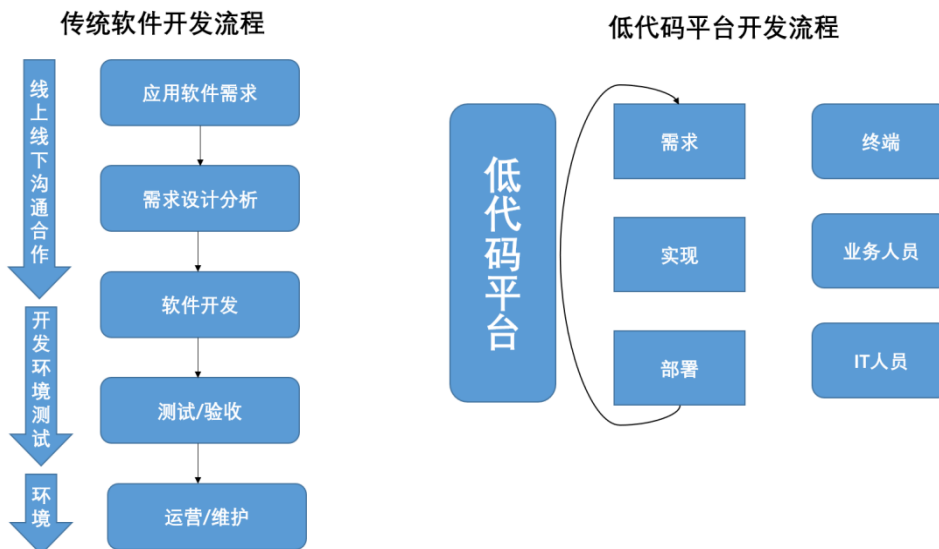 传统软件开发流程
线上线下沟通合作
开发环境测试
环境
应用软件需求
需求设计分析
软件开发
测试/验收
运营/维护
低代码平台开发流程
低代码平台
需求
实现
部署
终端
业务人员
IT人员